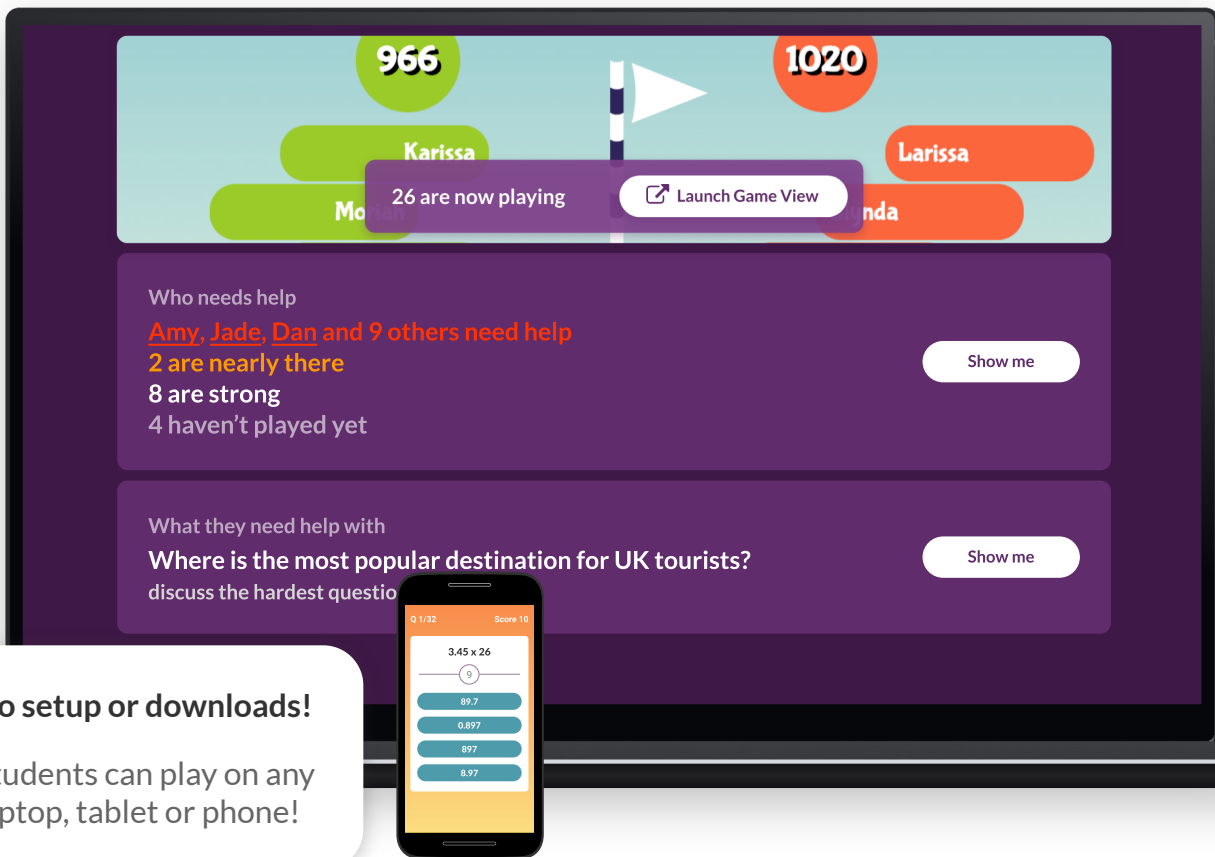 966
1020
Karissa
Larissa
26 are now playing
Launch Game View
Who needs help
Amy, Jade, Dan and 9 others need help
2 are nearly there
8 are strong
4 haven't played yet
Show me
What they need help with
Where is the most popular destination for UK tourists?
discuss the hardest questio
Show me
Q 1/32
Score 10
3.45 x 26
9
89.7
0.897
897
8.97
o setup or downloads!
tudents can play on any
ptop, tablet or phone!